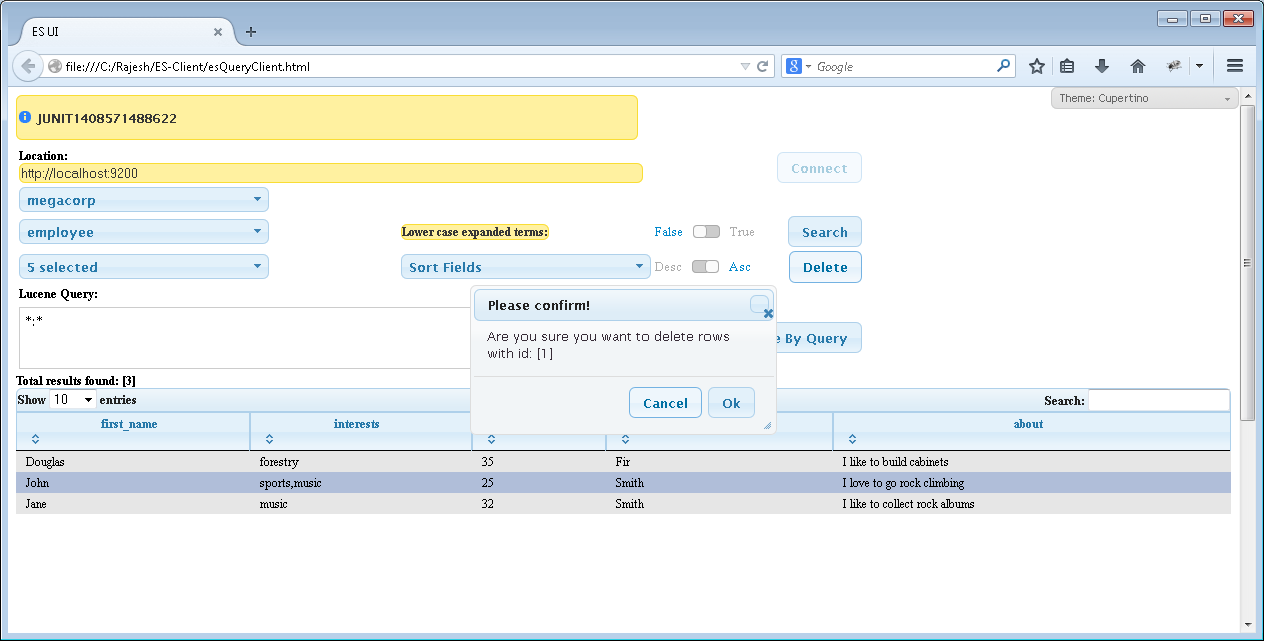 ES UI
file:///C:/Rajesh/ES-Client/esQueryClient.html
Google
Theme: Cupertino
JUNIT1408571488622
Location:
http://localhost:9200
Connect
megacorp
employee
Lower case expanded terms:
False
True
Search
5 selected
Sort Fields
Desc
Asc
Delete
Lucene Query:
*:*
Please confirm!
Are you sure you want to delete rows
with id: [1]
By Query
Cancel
Ok
Total results found: [3]
Show 10 entries
Search:
first_name interests about
Douglas forestry 35 Fir I like to build cabinets
John sports,music 25 Smith I love to go rock climbing
Jane music 32 Smith I like to collect rock albums